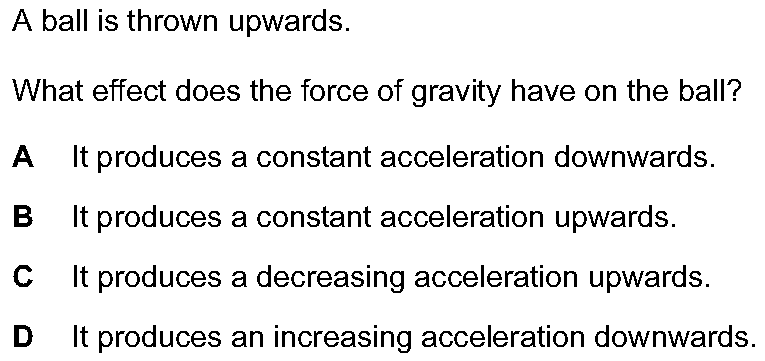 A ball is thrown upwards.
What effect does the force of gravity have on the ball?
A It produces a constant acceleration downwards.
B It produces a constant acceleration upwards.
C It produces a decreasing acceleration upwards.
D It produces an increasing acceleration downwards.